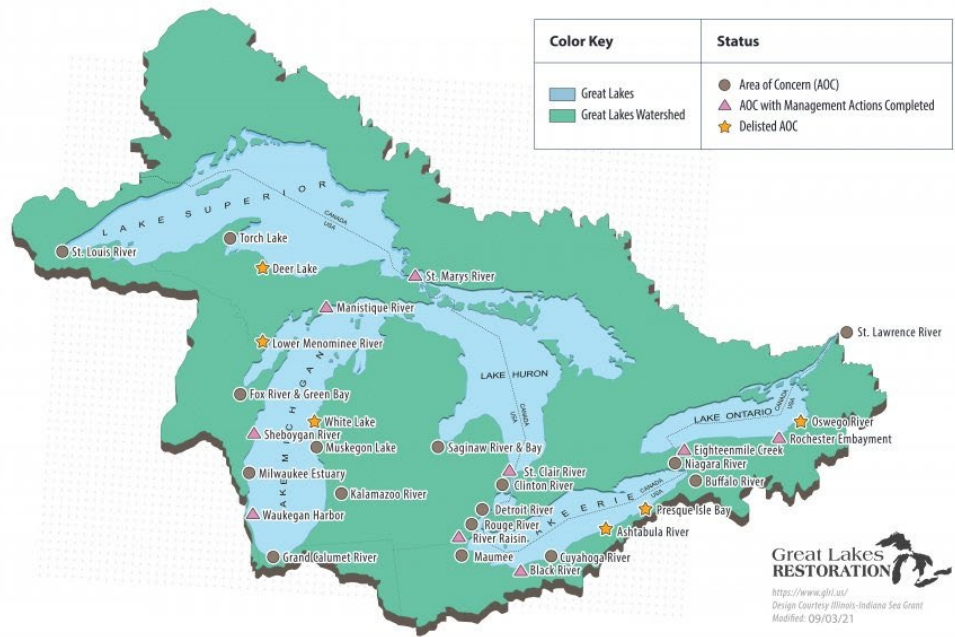 Color Key
Status
Great Lakes
Great Lakes Watershed
Area of Concern (AOC)
AOC with Management Actions Completed
Delisted AOC
LAKE SUPERIOR
CANADA
USA
St. Louis River
Torch Lake
Deer Lake
St. Marys River
Manistique River
Lower Menominee River
LAKE MICHIGAN
LAKE HURON
CANADA
USA
St. Lawrence River
Fox River & Green Bay
White Lake
Sheboygan River
Muskegon Lake
Saginaw River & Bay
LAKE ONTARIO
CANADA
USA
Oswego River
Rochester Embayment
Eighteenmile Creek
Niagara River
Buffalo River
Milwaukee Estuary
Kalamazoo River
St. Clair River
Clinton River
Waukegan Harbor
Detroit River
Rouge River
River Raisin
LAKE ERIE
CANADA
USA
Presque Isle Bay
Ashtabula River
Grand Calumet River
Maumee
Cuyahoga River
Black River
Great Lakes
RESTORATION
https://www.glri.us/
Design Courtesy Illinois-Indiana Sea Grant
Modified: 09/03/21